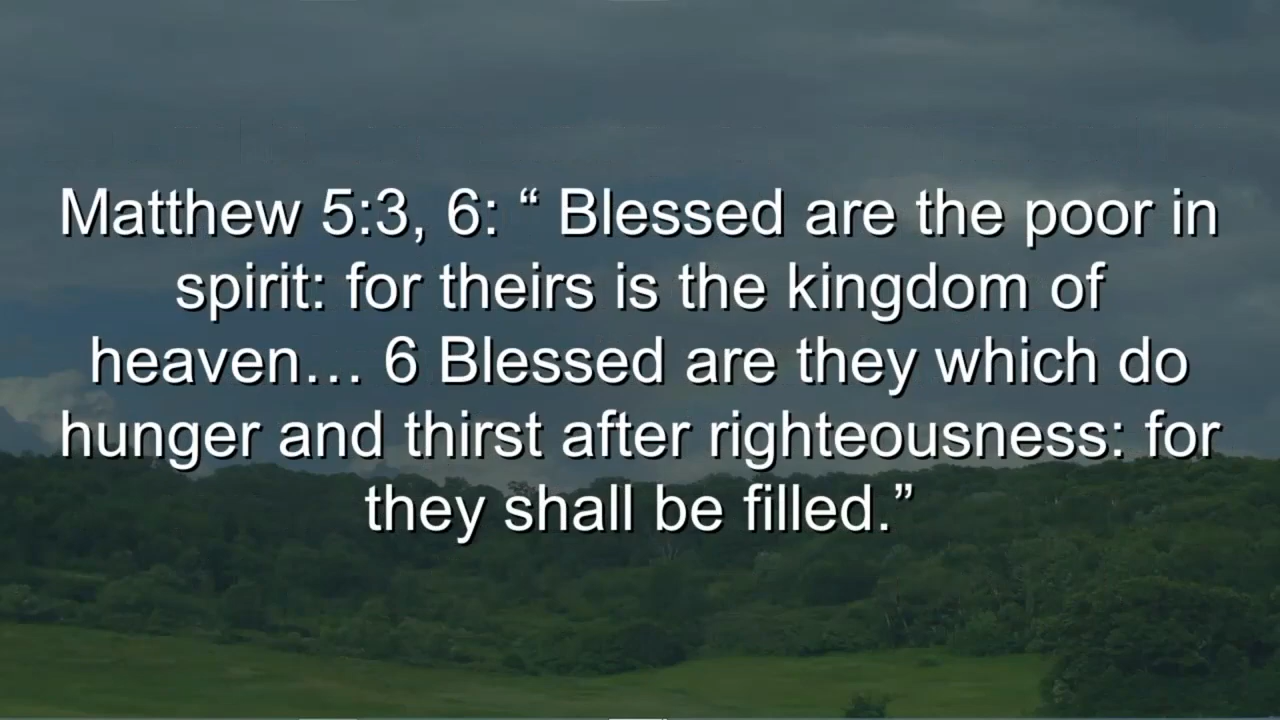 Matthew 5:3, 6: “ Blessed are the poor in
spirit: for theirs is the kingdom of
heaven… 6 Blessed are they which do
hunger and thirst after righteousness: for
they shall be filled.”